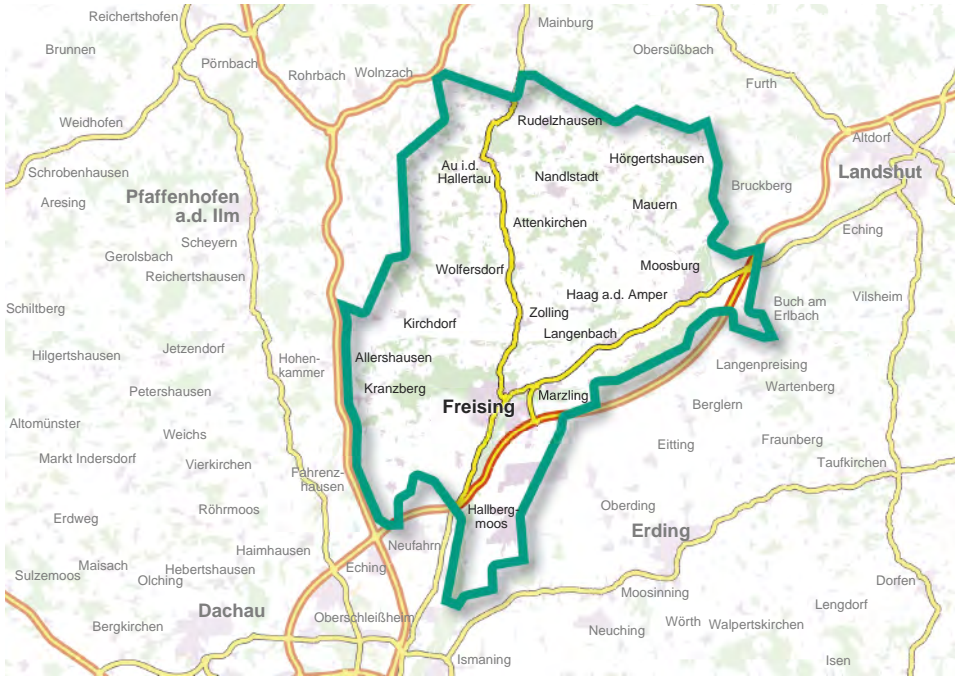 Reichertshofen
Mainburg
Brunnen
Pörnbach
Rohrbach
Wolnzach
Obersüßbach
Furth
Weidhofen
Rudelzhausen
Altdorf
Schrobenhausen
Au i.d.
Hallertau
Nandlstadt
Hörgertshausen
Landshut
Aresing
Pfaffenhofen
a.d. Ilm
Bruckberg
Mauern
Attenkirchen
Eching
Scheyern
Gerolsbach
Reichertshausen
Wolfersdorf
Moosburg
Haag a.d. Amper
Schiltberg
Zolling
Buch am
Erlbach
Vilsheim
Kirchdorf
Langenbach
Hilgertshausen
Jetzendorf
Hohen-
kammer
Allershausen
Langenpreising
Petershausen
Kranzberg
Marzling
Wartenberg
Freising
Berglern
Altomünster
Weichs
Eitting
Fraunberg
Markt Indersdorf
Vierkirchen
Fahrenz-
hausen
Taufkirchen
Röhrmoos
Hallberg-
moos
Oberding
Erdweg
Erding
Haimhausen
Neufahrn
Maisach
Hebertshausen
Eching
Sulzemoos
Olching
Dorfen
Moosinning
Dachau
Oberschleißheim
Lengdorf
Bergkirchen
Neuching
Wörth
Walpertskirchen
Ismaning
Isen